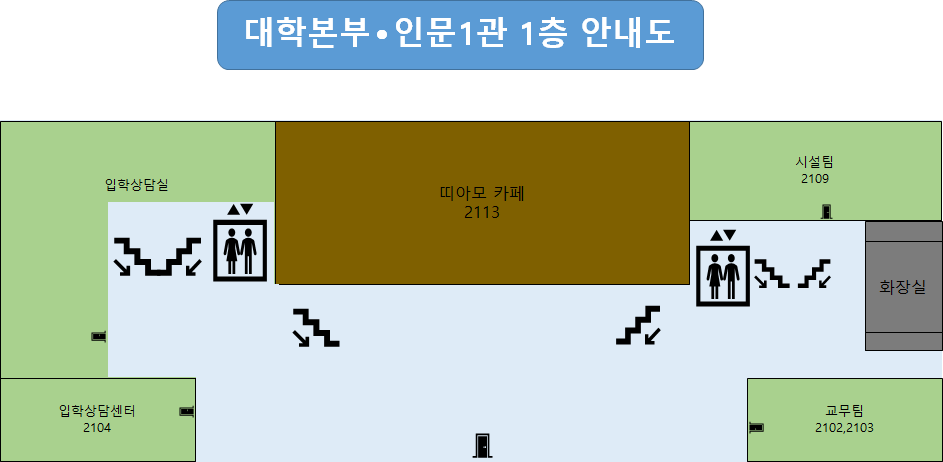 대학본부•인문1관 1층 안내도
입학상담실
띠아모 카페
2113
시설팀
2109
화장실
입학상담센터
2104
교무팀
2102,2103